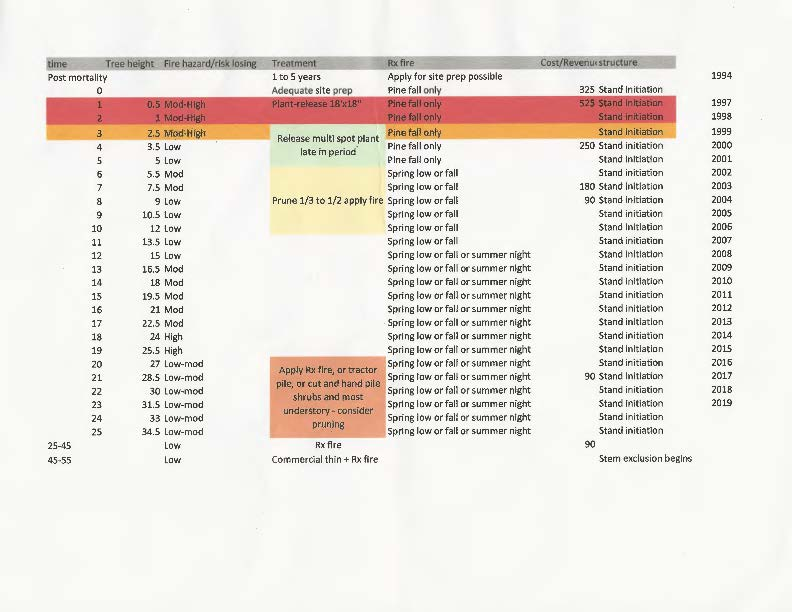 time Tree height Fire hazard/risk losing Treatment Rx fire Cost/Revenue structure
Post mortality 1 to 5 years Apply for site prep possible 1994
0 Adequate site prep Pine fall only 325 Stand Initiation
1 0.5 Mod-High Plant-release 18'x18" Pine fall only 525 Stand Initiation 1997
2 1 Mod-High Pine fall only Stand Initiation 1998
3 2.5 Mod-High Release multi spot plant Pine fall only Stand Initiation 1999
4 3.5 Low late in period Pine fall only 250 Stand Initiation 2000
5 5 Low Pine fall only Stand Initiation 2001
6 5.5 Mod Spring low or fall Stand Initiation 2002
7 7.5 Mod Spring low or fall 180 Stand Initiation 2003
8 9 Low Prune 1/3 to 1/2 apply fire Spring low or fall 90 Stand Initiation 2004
9 10.5 Low Spring low or fall Stand Initiation 2005
10 12 Low Spring low or fall Stand Initiation 2006
11 13.5 Low Spring low or fall Stand Initiation 2007
12 15 Low Spring low or fall or summer night Stand Initiation 2008
13 16.5 Mod Spring low or fall or summer night Stand Initiation 2009
14 18 Mod Spring low or fall or summer night Stand Initiation 2010
15 19.5 Mod Spring low or fall or summer night Stand Initiation 2011
16 21 Mod Spring low or fall or summer night Stand Initiation 2012
17 22.5 Mod Spring low or fall or summer night Stand Initiation 2013
18 24 High Spring low or fall or summer night Stand Initiation 2014
19 25.5 High Spring low or fall or summer night Stand Initiation 2015
20 27 Low-mod Apply Rx fire, or tractor Spring low or fall or summer night Stand Initiation 2016
21 28.5 Low-mod pile, or cut and hand pile Spring low or fall or summer night 90 Stand Initiation 2017
22 30 Low-mod shrubs and most Spring low or fall or summer night Stand Initiation 2018
23 31.5 Low-mod understory - consider Spring low or fall or summer night Stand Initiation 2019
24 33 Low-mod pruning Spring low or fall or summer night Stand Initiation
25 34.5 Low-mod Spring low or fall or summer night Stand Initiation
25-45 Low Rx fire 90
45-55 Low Commercial thin + Rx fire Stem exclusion begins